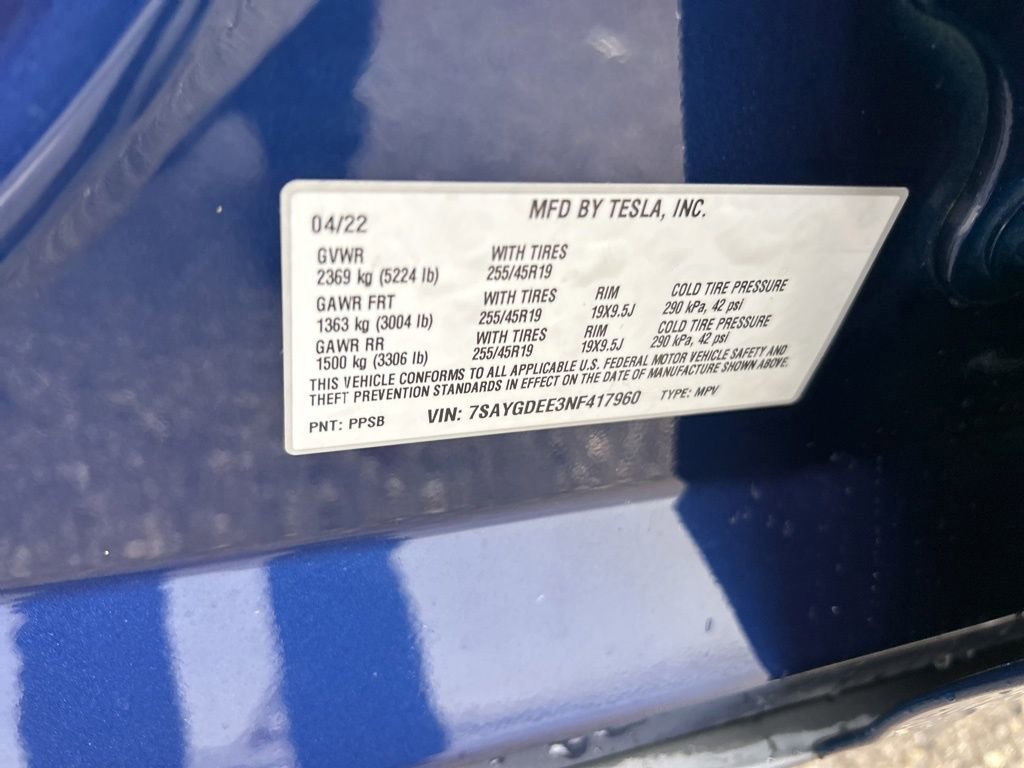 MFD BY TESLA, INC.
04/22
GVWR WITH TIRES
2369 kg (5224 lb) 255/45R19
GAWR FRT WITH TIRES RIM COLD TIRE PRESSURE
1363 kg (3004 lb) 255/45R19 19X9.5J 290 kPa, 42 psi
GAWR RR WITH TIRES RIM COLD TIRE PRESSURE
1500 kg (3306 lb) 255/45R19 19X9.5J 290 kPa, 42 psi
THIS VEHICLE CONFORMS TO ALL APPLICABLE U.S. FEDERAL MOTOR VEHICLE SAFETY AND
THEFT PREVENTION STANDARDS IN EFFECT ON THE DATE OF MANUFACTURE SHOWN ABOVE.
PNT: PPSB VIN: 7SAYGDEE3NF417960 TYPE: MPV